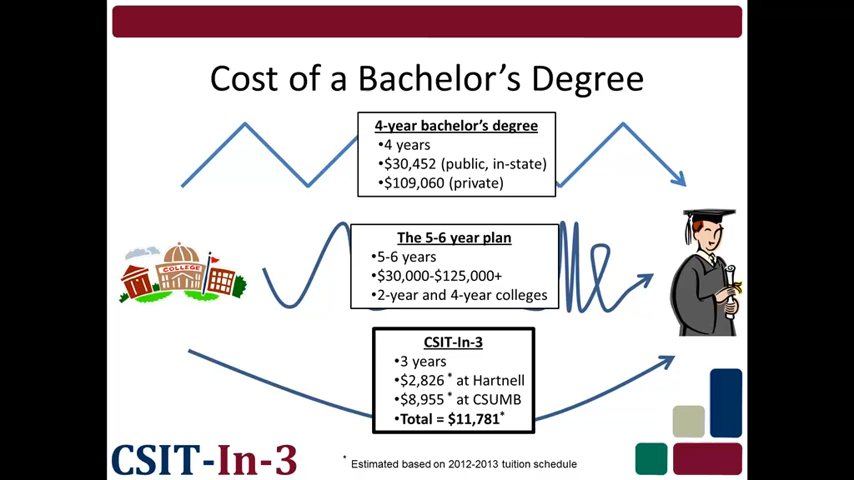 Cost of a Bachelor's Degree
4-year bachelor's degree
•4 years
•$30,452 (public, in-state)
•$109,060 (private)
The 5-6 year plan
•5-6 years
•$30,000-$125,000+
•2-year and 4-year colleges
COLLEGE
CSIT-In-3
•3 years
•$2,826* at Hartnell
•$8,955* at CSUMB
•Total = $11,781*
CSIT-In-3
* Estimated based on 2012-2013 tuition schedule